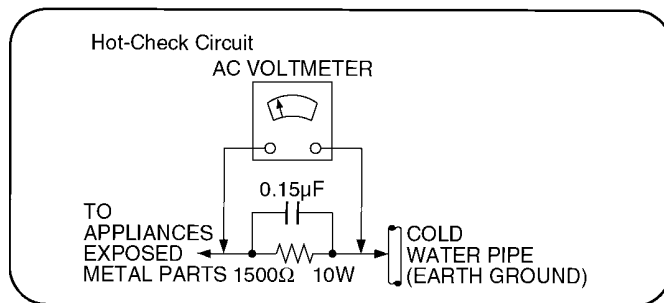 Hot-Check Circuit
AC VOLTMETER
0.15µF
TO
APPLIANCES
EXPOSED
METAL PARTS
1500Ω 10W
COLD
WATER PIPE
(EARTH GROUND)